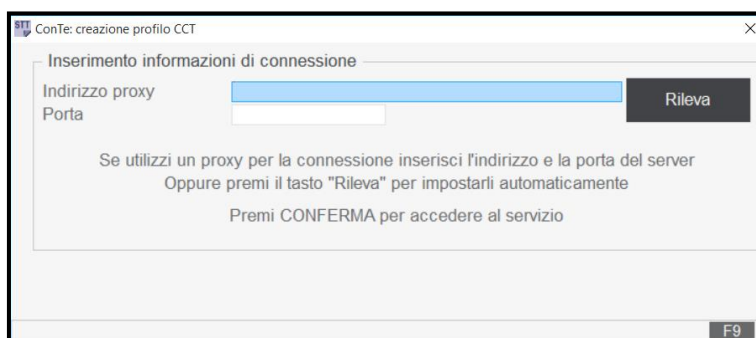 STT
ConTe: creazione profilo CCT
Inserimento informazioni di connessione
Indirizzo proxy
Rileva
Porta
Se utilizzi un proxy per la connessione inserisci l'indirizzo e la porta del server
Oppure premi il tasto "Rileva" per impostarli automaticamente
Premi CONFERMA per accedere al servizio
F9